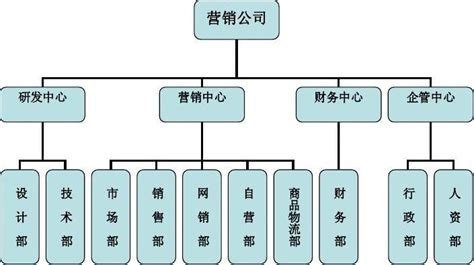 营销公司
研发中心
营销中心
财务中心
企管中心
设计部
技术部
市场部
销售部
网销部
自营部
商品物流部
财务部
行政部
人资部